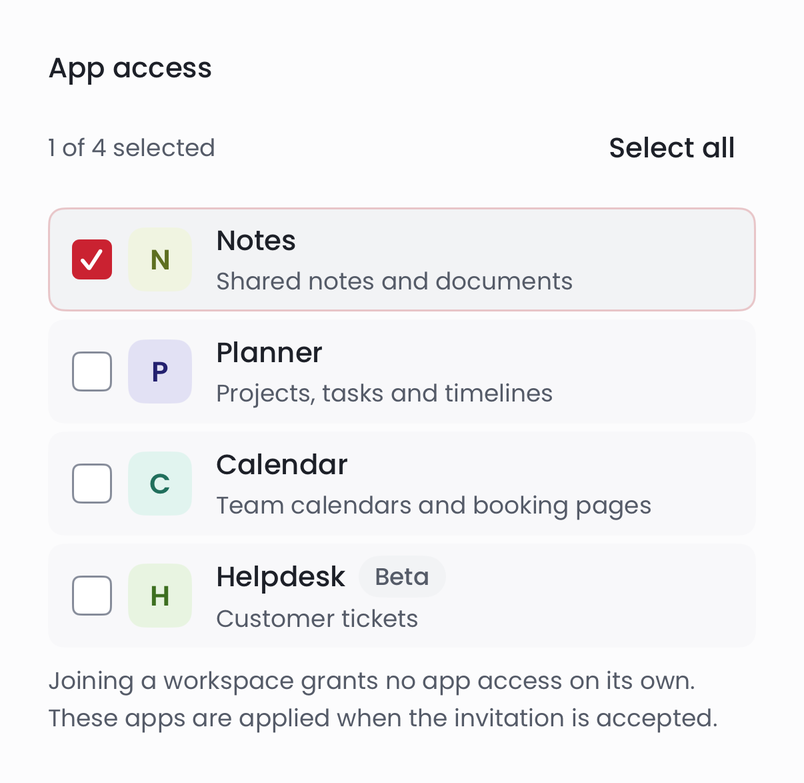 App access
1 of 4 selected
Select all
N
Notes
Shared notes and documents
P
Planner
Projects, tasks and timelines
C
Calendar
Team calendars and booking pages
H
Helpdesk
Beta
Customer tickets
Joining a workspace grants no app access on its own.
These apps are applied when the invitation is accepted.